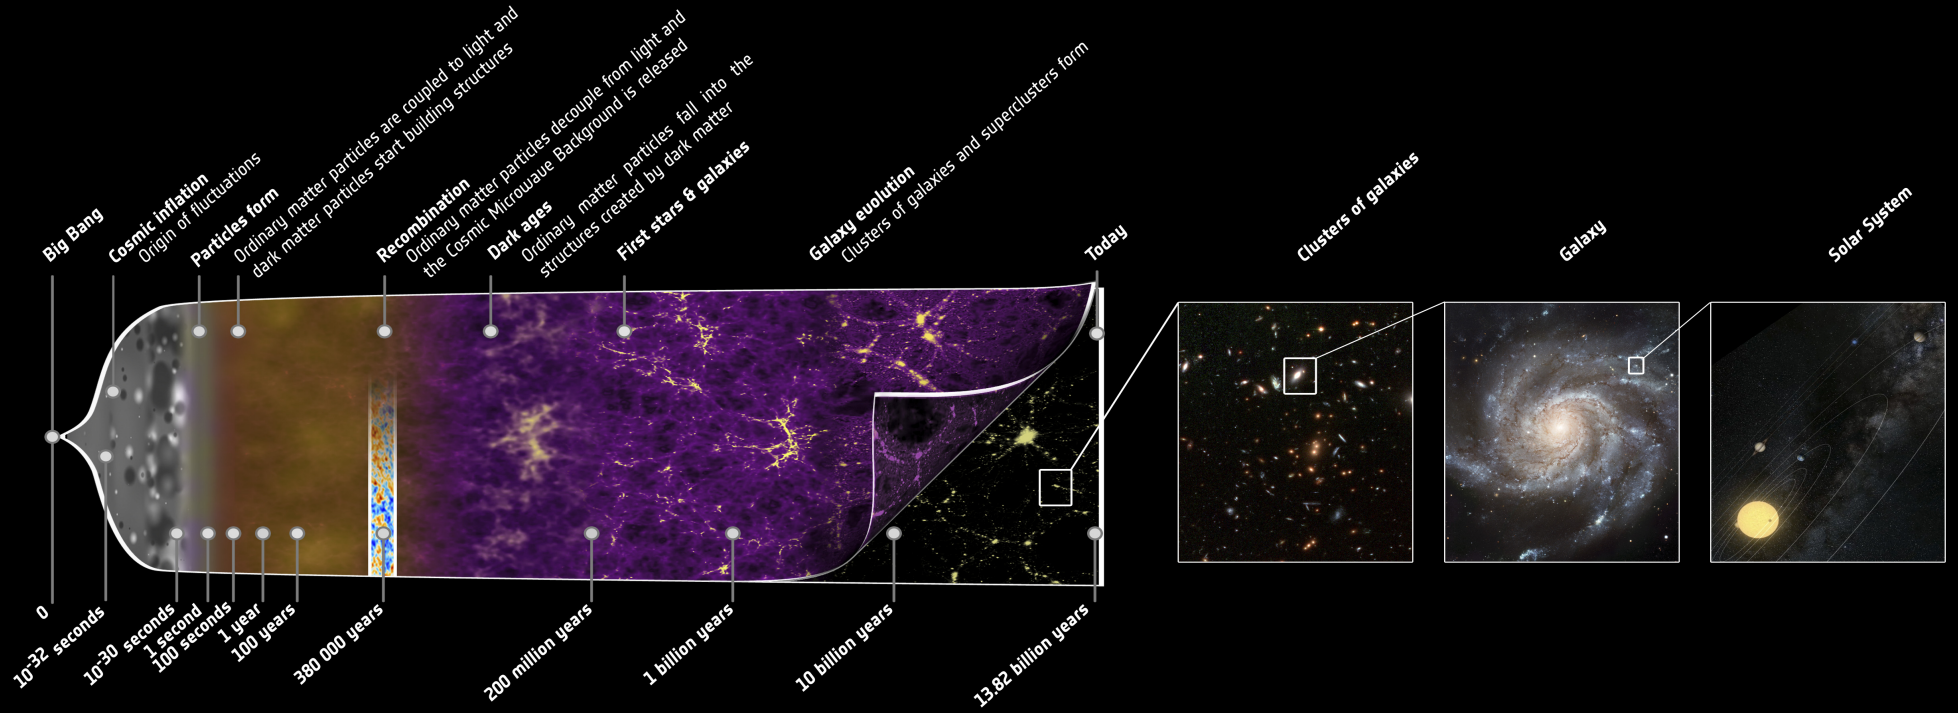 Big Bang
Cosmic inflation
Origin of fluctuations
Particles form
Ordinary matter particles are coupled to light and
dark matter particles start building structures
Recombination
Ordinary matter particles decouple from light and
the Cosmic Microwave Background is released
Dark ages
Ordinary matter particles fall into the
structures created by dark matter
First stars & galaxies
Galaxy evolution
Clusters of galaxies and superclusters form
Today
Clusters of galaxies
Galaxy
Solar System
0
10-32 seconds
10-30 seconds
1 second
100 seconds
1 year
100 years
380 000 years
200 million years
1 billion years
10 billion years
13.82 billion years